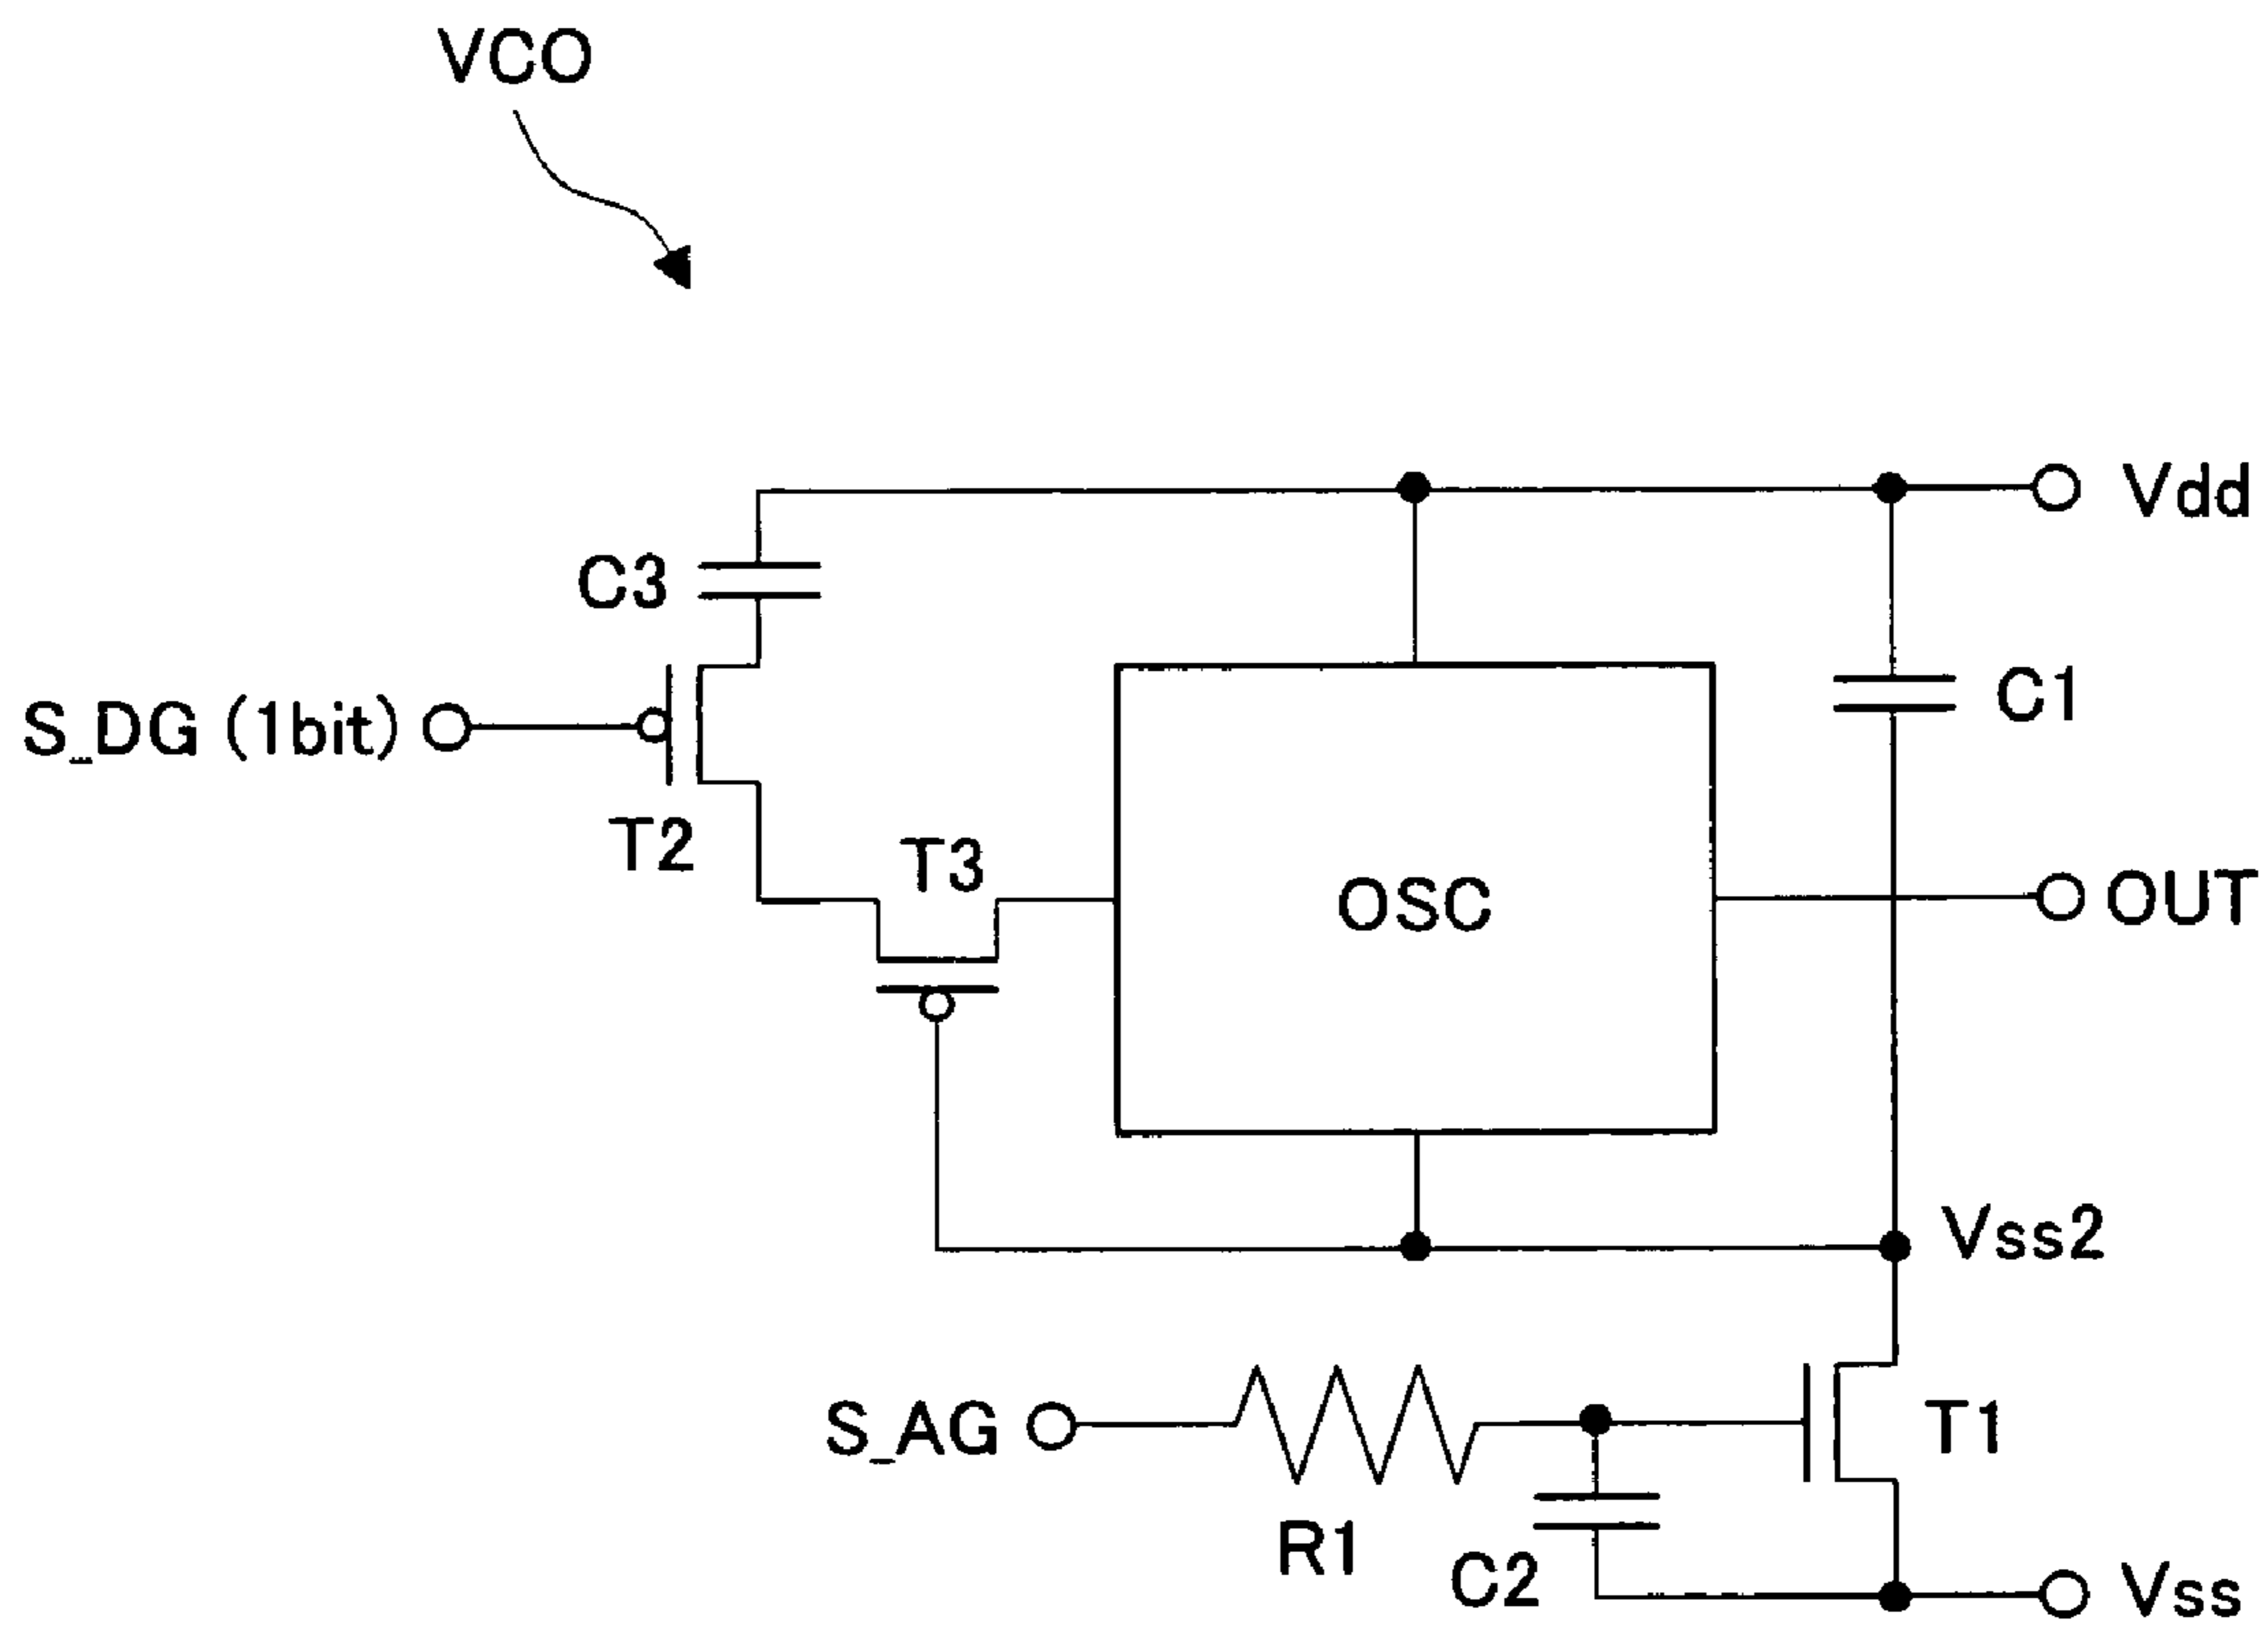 VCO
Vdd
C3
C1
S_DG (1bit)
T2
T3
OSC
OUT
Vss2
S_AG
T1
R1
C2
Vss